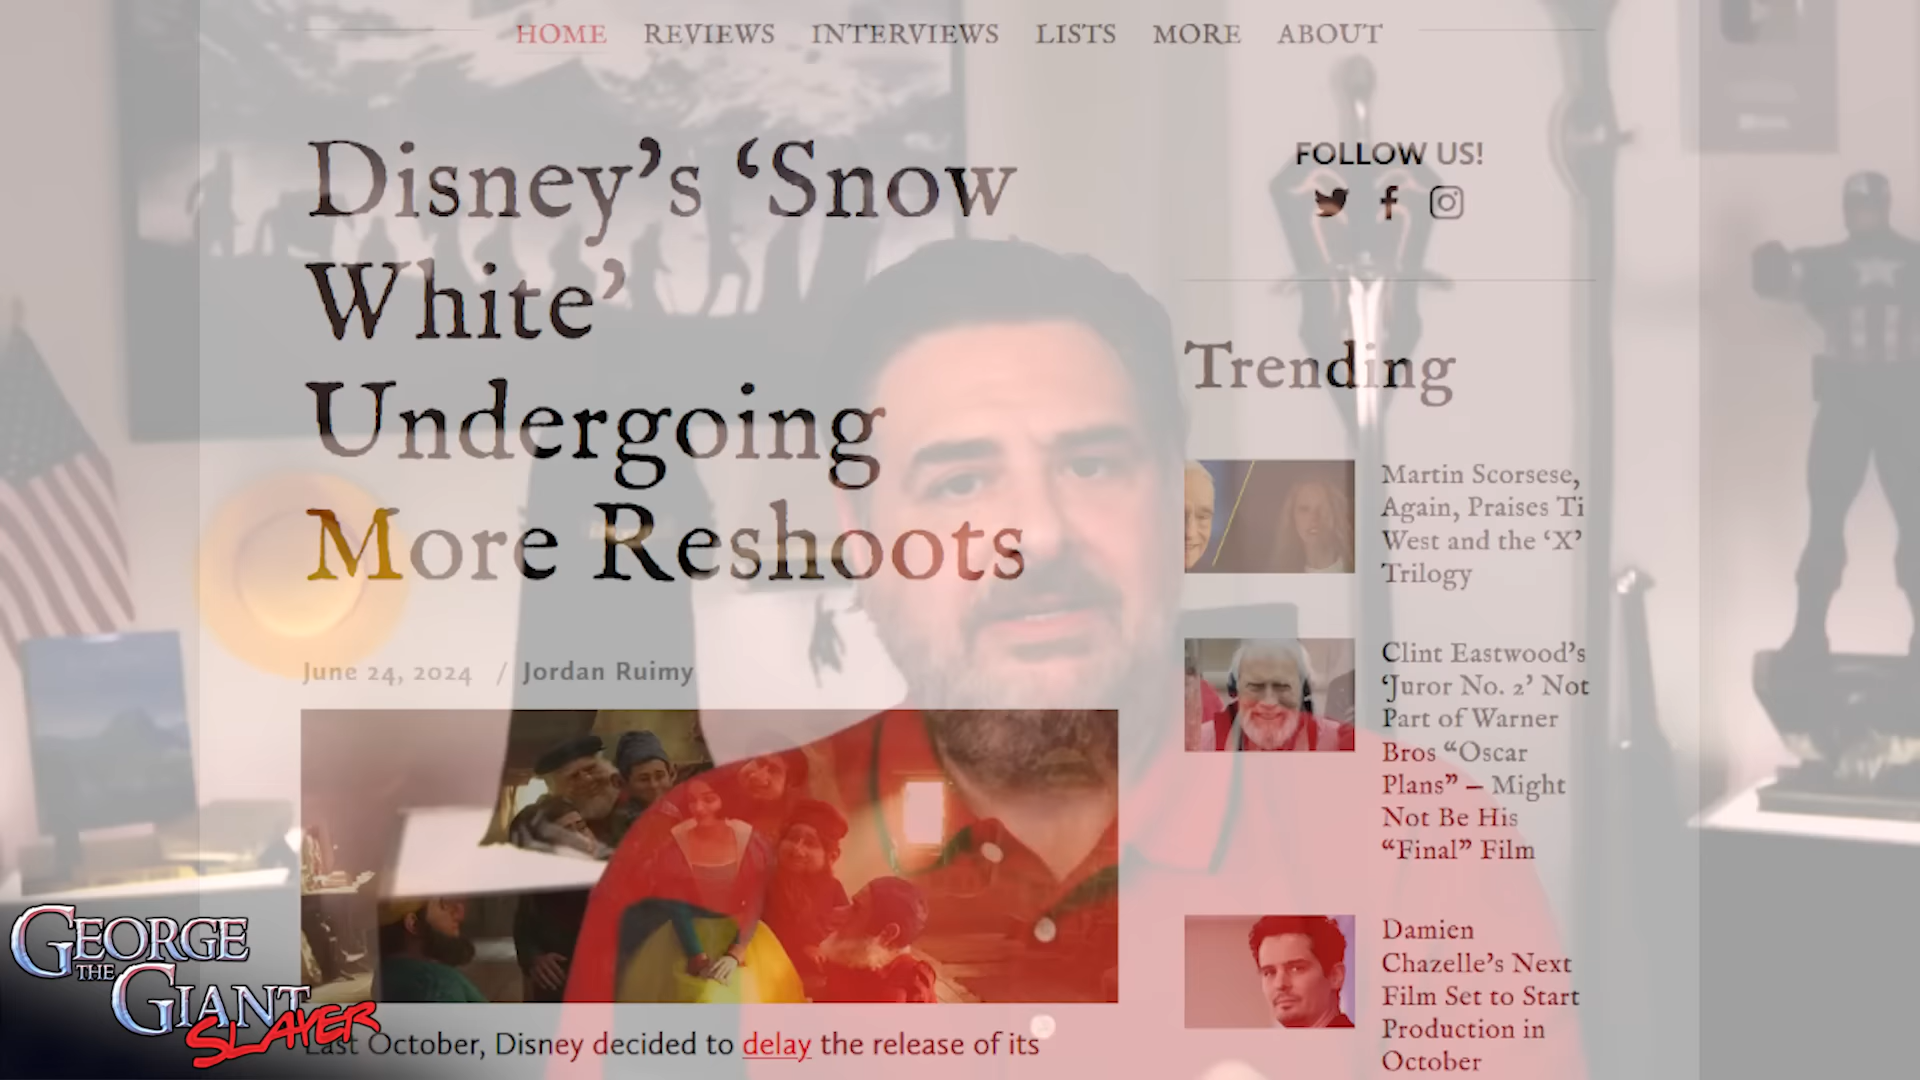 HOME REVIEWS INTERVIEWS LISTS MORE ABOUT
Disney's 'Snow
White'
Undergoing
More Reshoots
June 24, 2024 / Jordan Ruimy
Last October, Disney decided to delay the release of its
FOLLOW US!
Trending
Martin Scorsese,
Again, Praises Ti
West and the 'X'
Trilogy
Clint Eastwood's
'Juror No. 2' Not
Part of Warner
Bros “Oscar
Plans” — Might
Not Be His
“Final” Film
Damien
Chazelle's Next
Film Set to Start
Production in
October
GEORGE
THE
GIANT
SLAYER